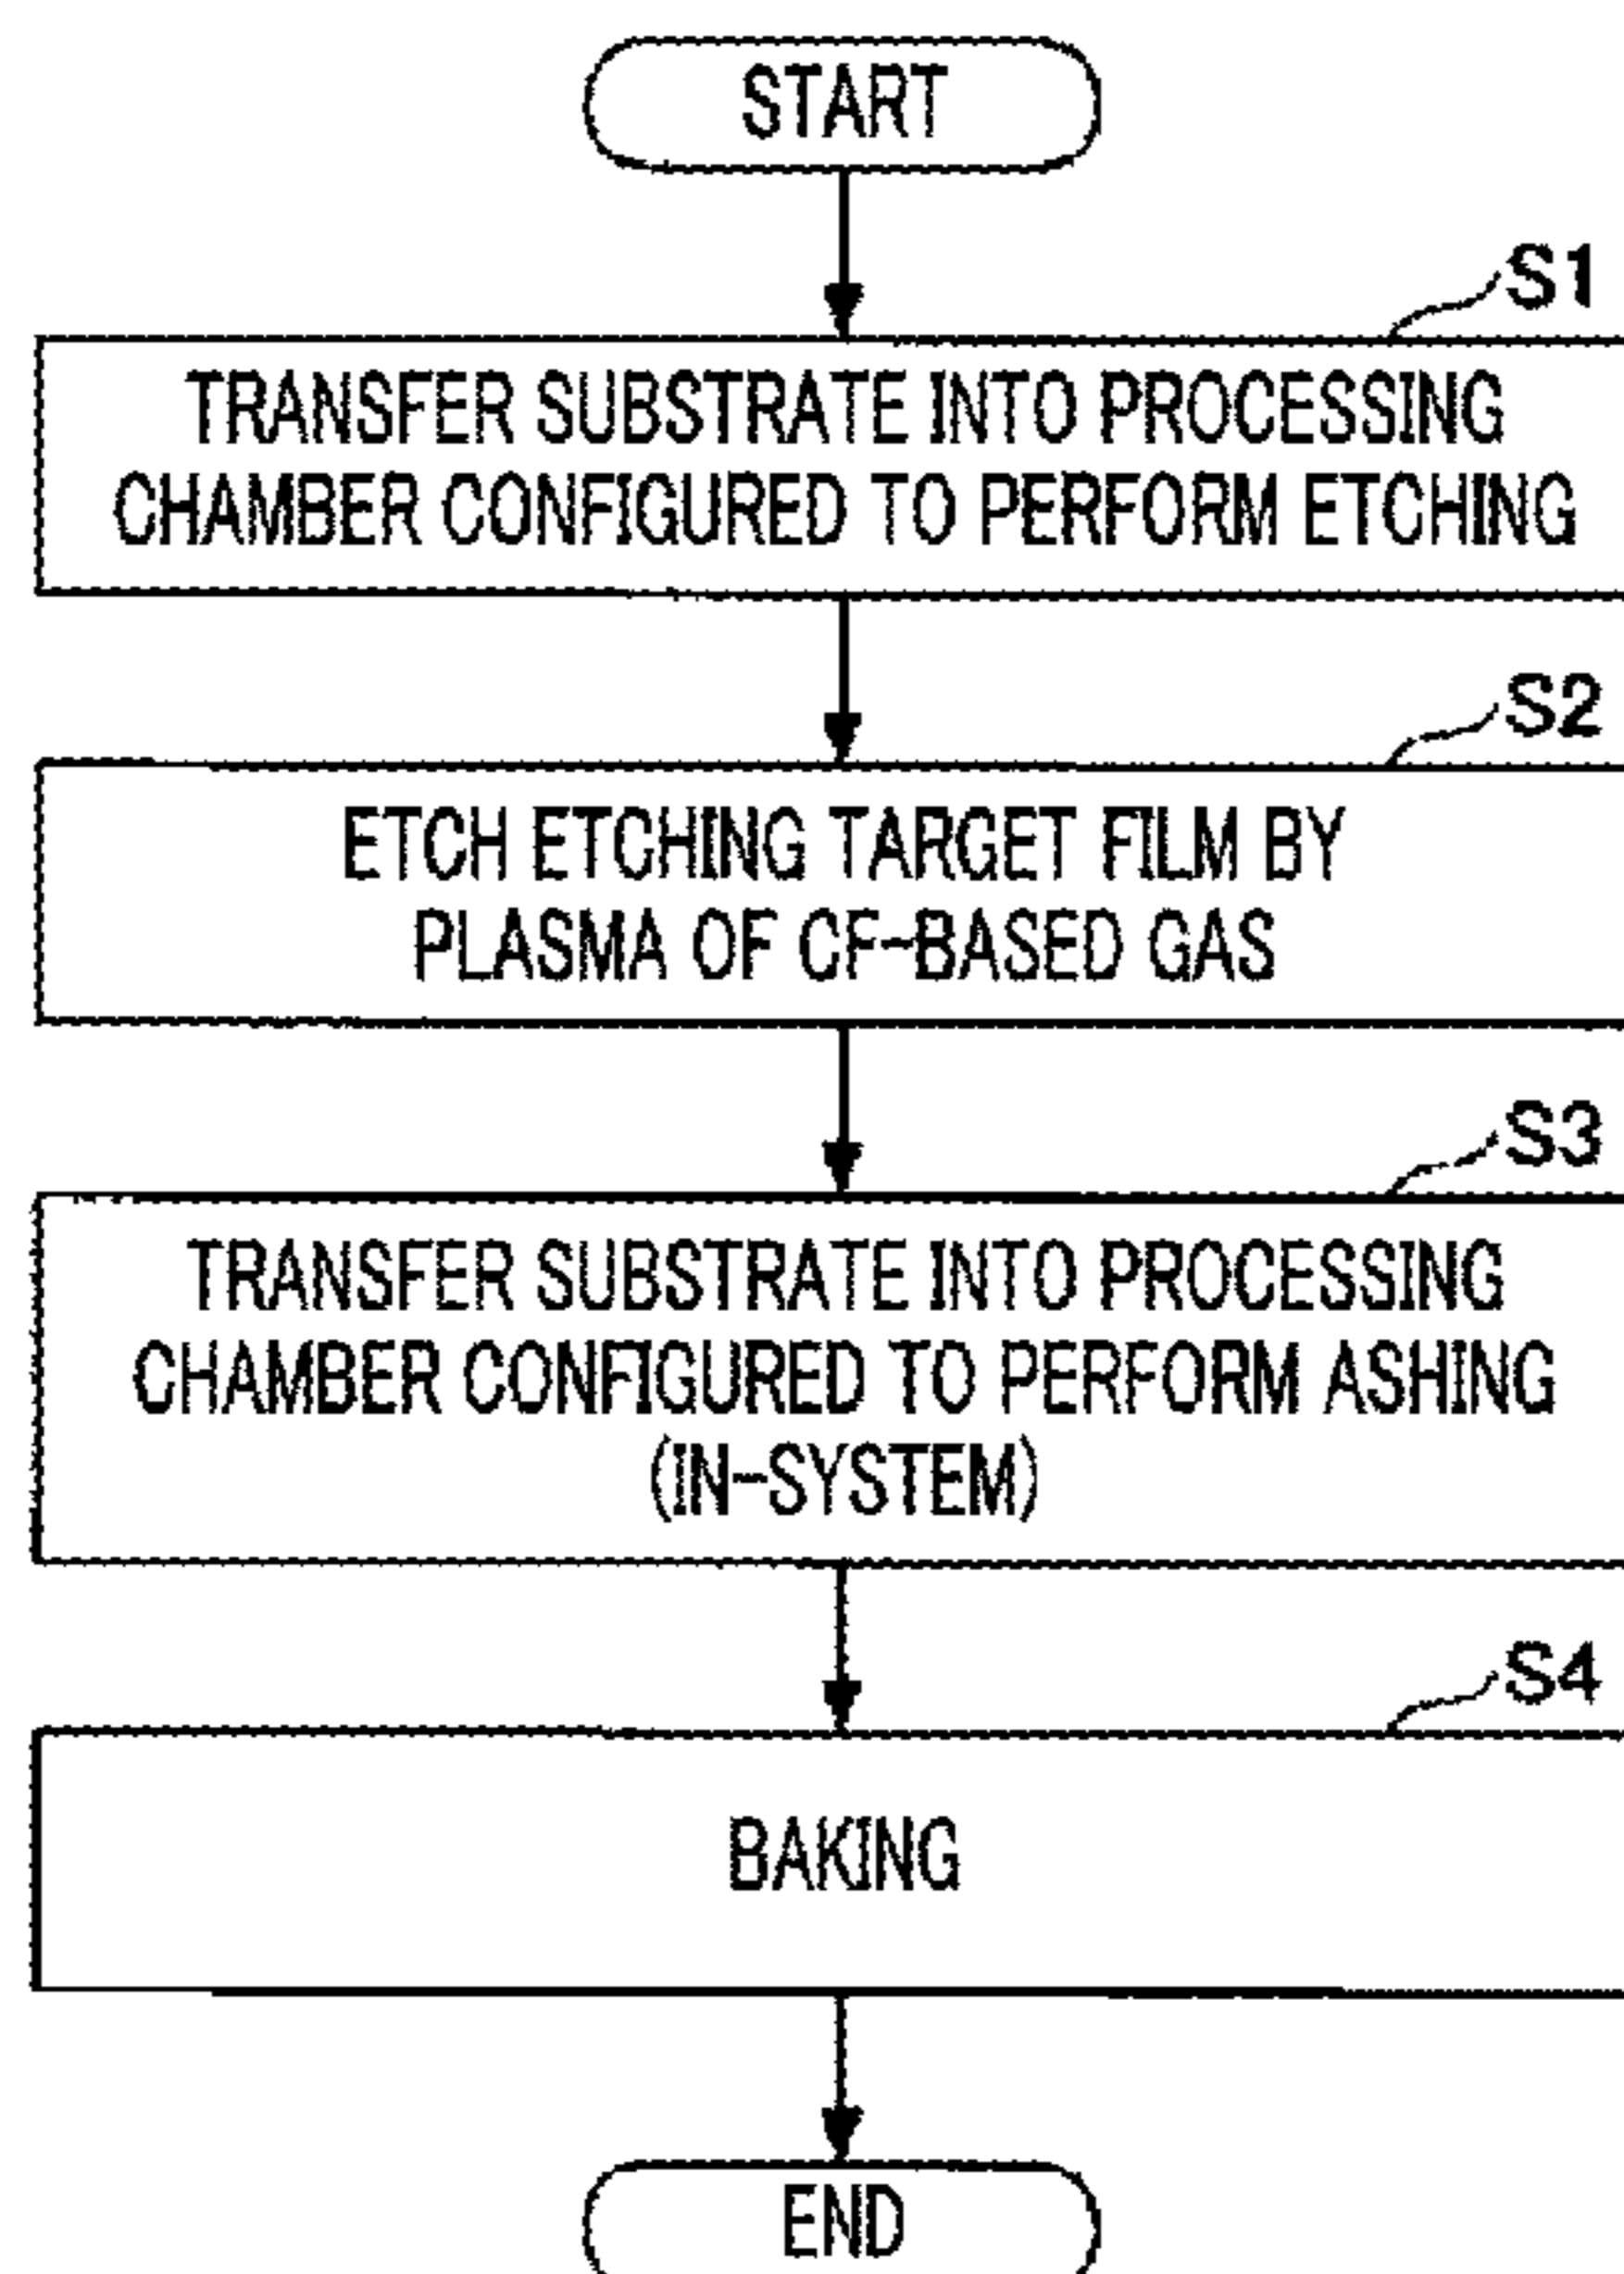 START
S1
TRANSFER SUBSTRATE INTO PROCESSING
CHAMBER CONFIGURED TO PERFORM ETCHING
S2
ETCH ETCHING TARGET FILM BY
PLASMA OF CF-BASED GAS
S3
TRANSFER SUBSTRATE INTO PROCESSING
CHAMBER CONFIGURED TO PERFORM ASHING
(IN-SYSTEM)
S4
BAKING
END